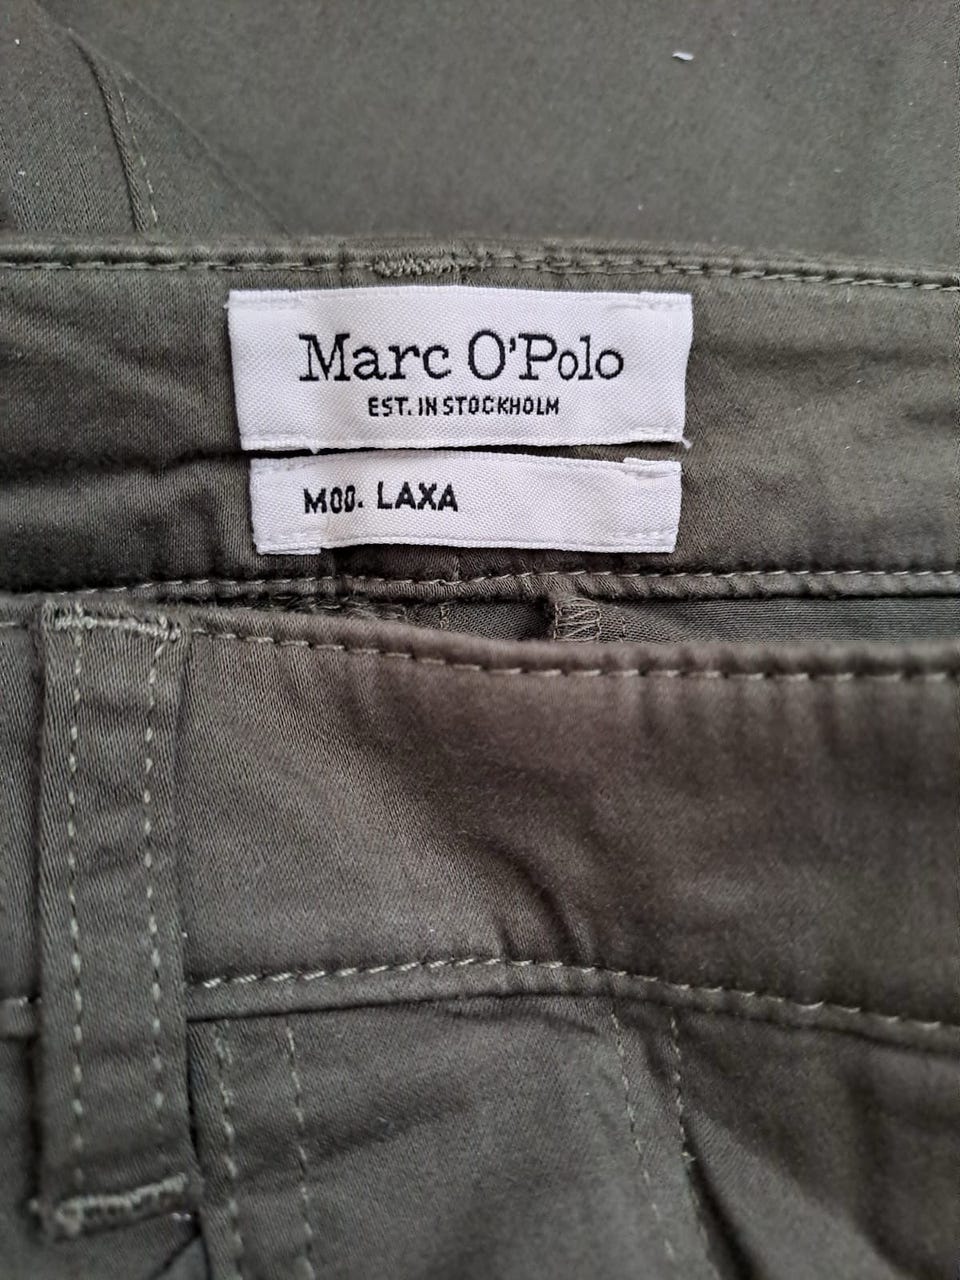 Marc O'Polo
EST. IN STOCKHOLM
MOD. LAXA